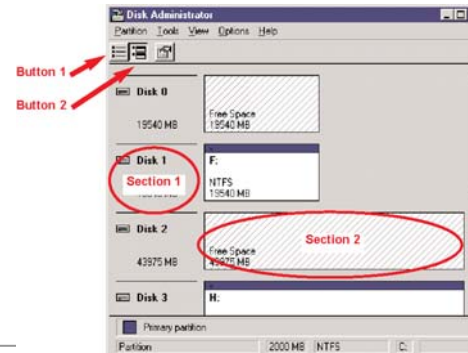 Disk Administrator
Partition Tools View Options Help
Button 1
Button 2
Disk 0
19540 MB
Free Space
19540 MB
Disk 1
Section 1
F:
NTFS
19540 MB
Disk 2
43975 MB
Free Space
43975 MB
Section 2
Disk 3
H:
Primary partition
Partition 2000 MB NTFS C: